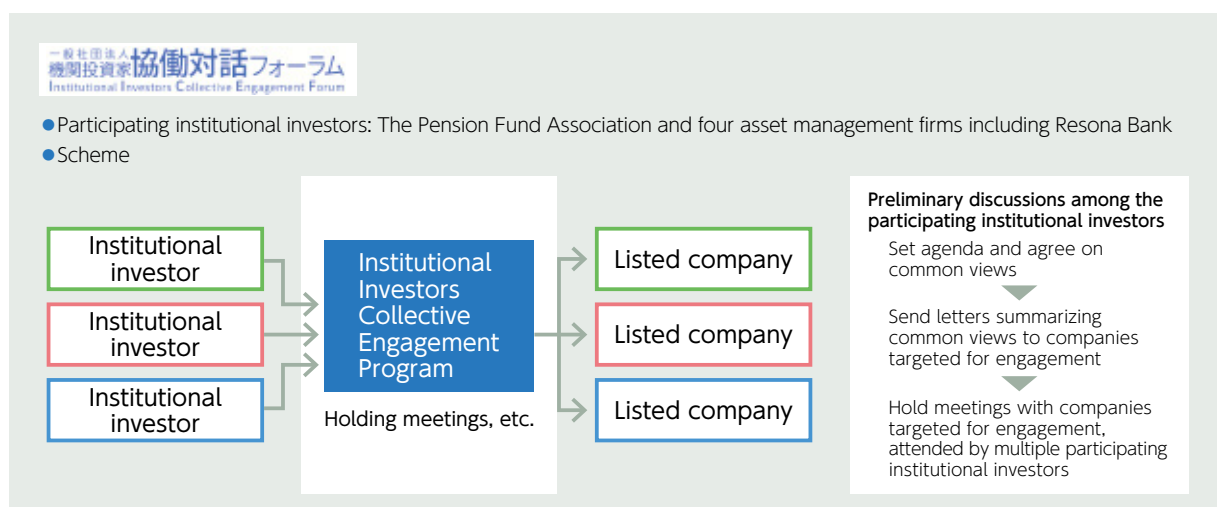 一般社団法人
機関投資家協働対話フォーラム
Institutional Investors Collective Engagement Forum
●Participating institutional investors: The Pension Fund Association and four asset management firms including Resona Bank
●Scheme
Institutional
investor
Institutional
investor
Institutional
investor
Institutional
Investors
Collective
Engagement
Program
Holding meetings, etc.
Listed company
Listed company
Listed company
Preliminary discussions among the
participating institutional investors
Set agenda and agree on
common views
Send letters summarizing
common views to companies
targeted for engagement
Hold meetings with companies
targeted for engagement,
attended by multiple participating
institutional investors